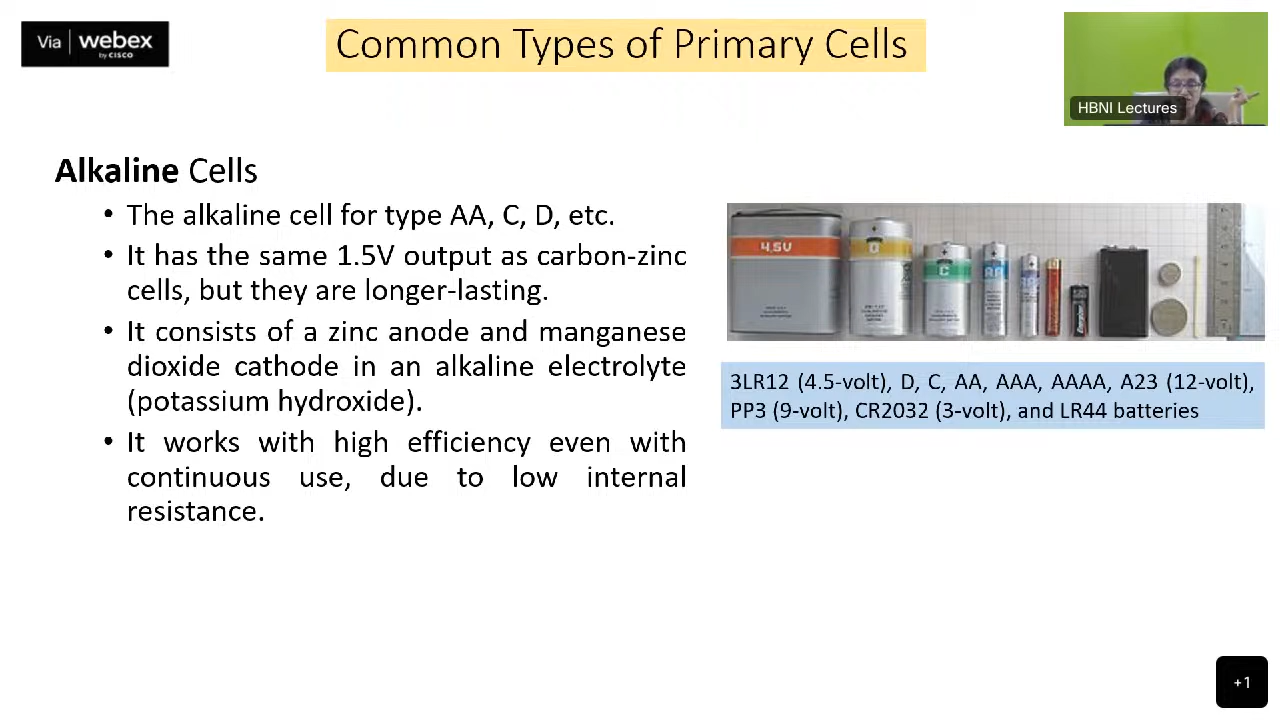 Via | webex
by CISCO
Common Types of Primary Cells
HBNI Lectures
Alkaline Cells
• The alkaline cell for type AA, C, D, etc.
• It has the same 1.5V output as carbon-zinc
cells, but they are longer-lasting.
• It consists of a zinc anode and manganese
dioxide cathode in an alkaline electrolyte
(potassium hydroxide).
• It works with high efficiency even with
continuous use, due to low internal
resistance.
4.5V
D
C
AA
Energizer
3LR12 (4.5-volt), D, C, AA, AAA, AAAA, A23 (12-volt),
PP3 (9-volt), CR2032 (3-volt), and LR44 batteries
+1